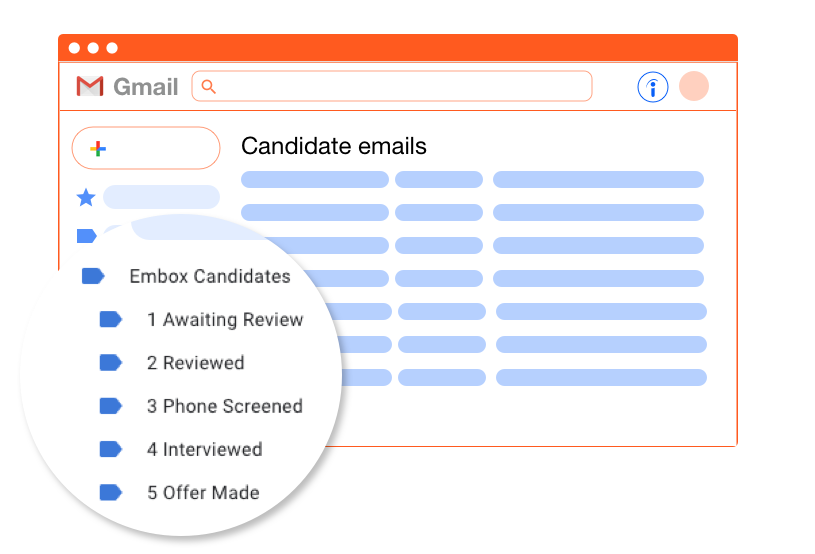 Gmail
Candidate emails
Embox Candidates
1 Awaiting Review
2 Reviewed
3 Phone Screened
4 Interviewed
5 Offer Made